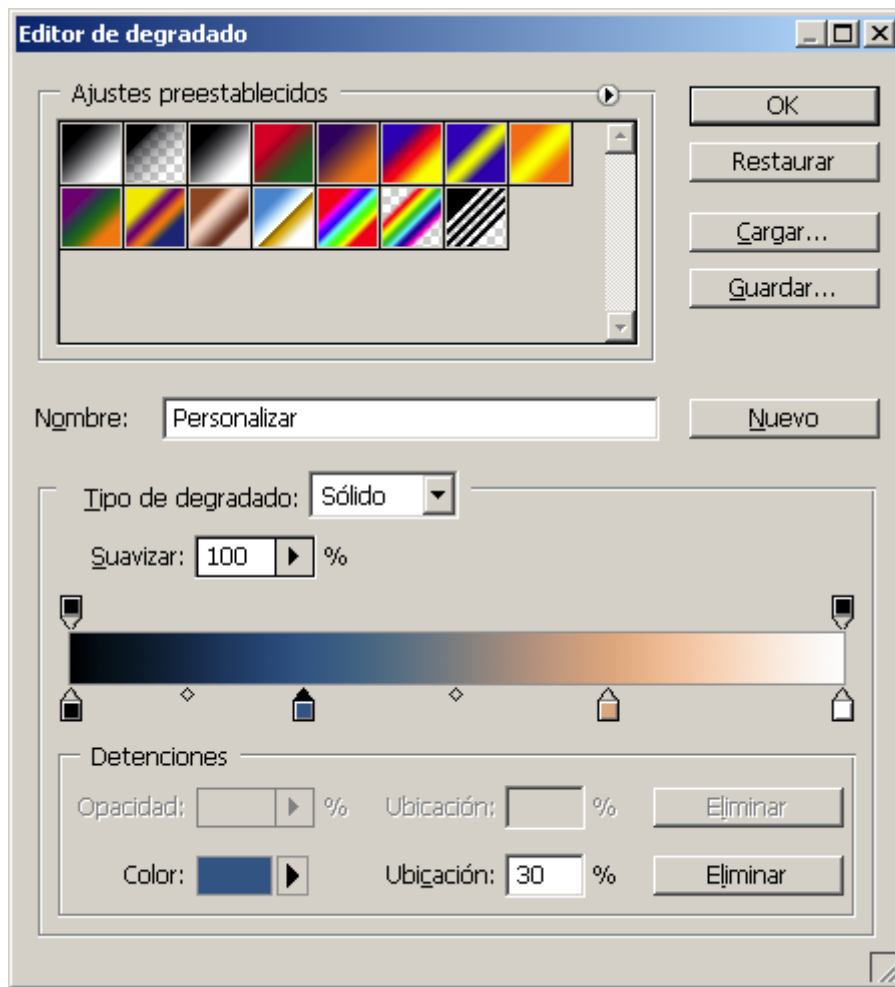 Editor de degradado
Ajustes preestablecidos
OK
Restaurar
Cargar...
Guardar...
Nombre: Personalizar
Nuevo
Tipo de degradado: Sólido
Suavizar: 100 %
Detenciones
Opacidad: % Ubicación: % Eliminar
Color: Ubicación: 30 % Eliminar